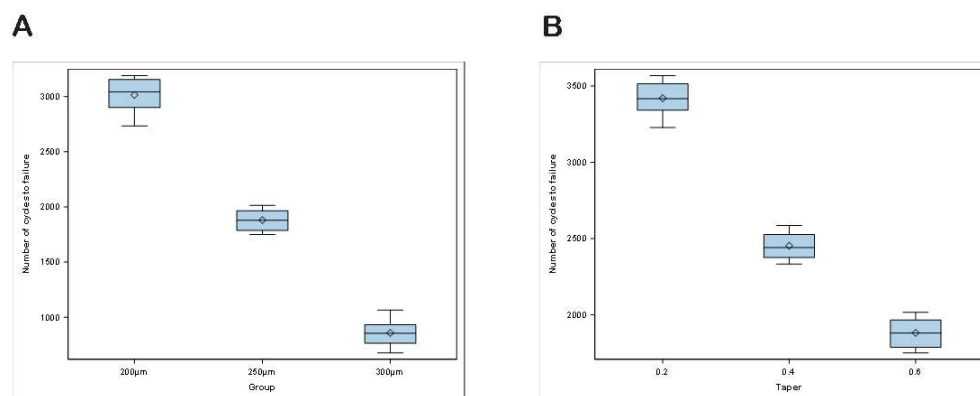 A
Number of cycles to failure
3000
2500
2000
1500
1000
200µm
250µm
300µm
Group
B
Number of cycles to failure
3500
3000
2500
2000
0.2
0.4
0.6
Taper